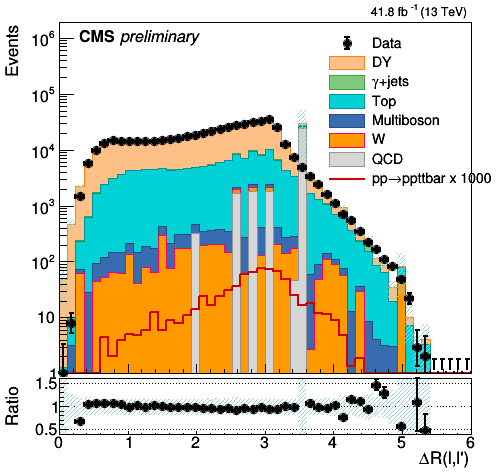 41.8 fb⁻¹ (13 TeV)
Events
CMS preliminary
10⁶
10⁵
10⁴
10³
10²
10
1
Data
DY
γ+jets
Top
Multiboson
W
QCD
pp→ppttbar x 1000
Ratio
1.5
1
0.5
0 1 2 3 4 5 6
ΔR(l,l')